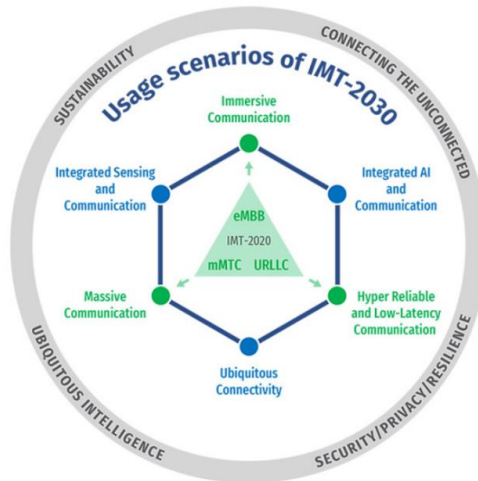 SUSTAINABILITY
CONNECTING THE UNCONNECTED
Usage scenarios of IMT-2030
Immersive
Communication
Integrated Sensing
and
Communication
Integrated AI
and
Communication
eMBB
IMT-2020
mMTC URLLC
Massive
Communication
Hyper Reliable
and Low-Latency
Communication
Ubiquitous
Connectivity
UBIQUITOUS INTELLIGENCE
SECURITY/PRIVACY/RESILIENCE